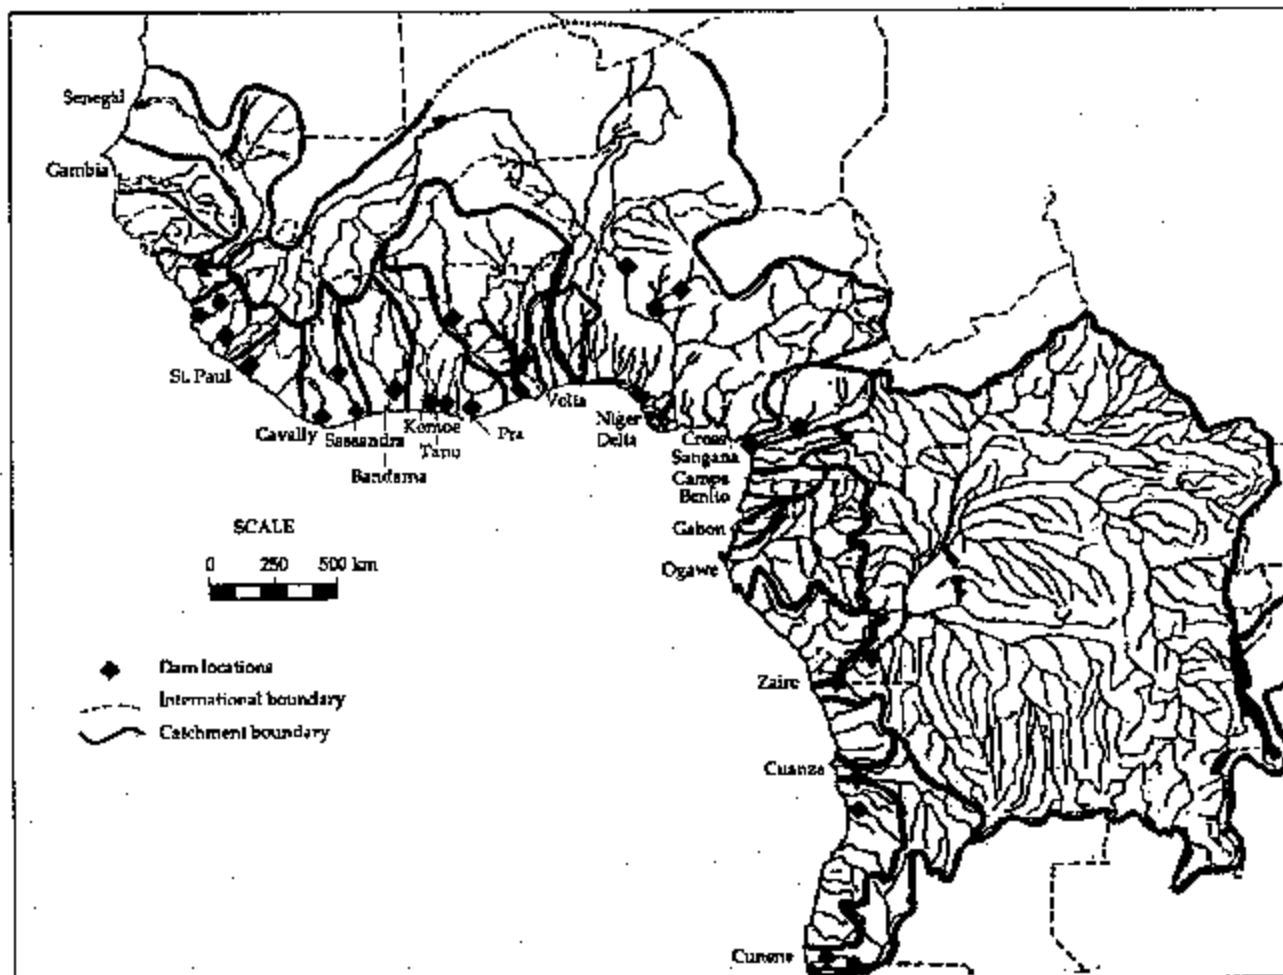 Senegal
Gambia
St. Paul
Cavally
Sassandra
Bandama
Komoe
Tano
Pra
Volta
Niger
Delta
Cross
Sangana
Campo
Benito
Gabon
Ogawe
Zaire
Cuanza
Cunene
SCALE
0 250 500 km
Dam locations
International boundary
Catchment boundary